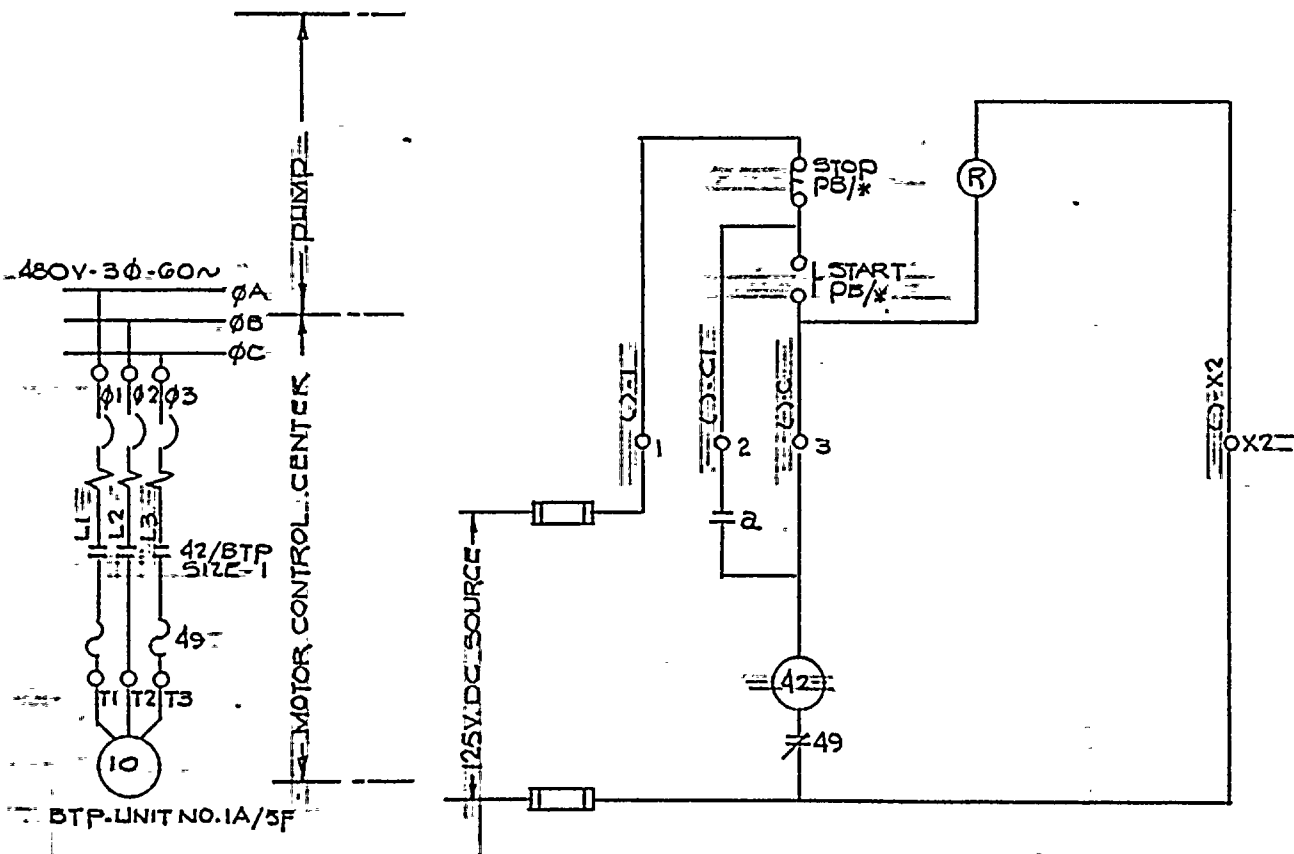 480V-3Φ-60~
ΦA
ΦB
ΦC
Φ1 Φ2 Φ3
L1 L2 L3
42/BTP
SIZE-1
49
T1 T2 T3
10
BTP-UNIT NO.1A/5F
PUMP
MOTOR CONTROL CENTER
STOP
PB/*
START
PB/*
R
(-)-1
(-)-C1
(-)-C
(-)-X2
1
2
3
X2
a
125V.DC SOURCE
42
49